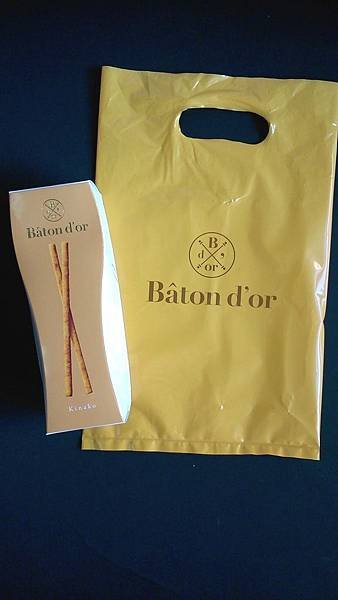 Bâton d'or
Kinako
B
d ,
or
Bâton d'or